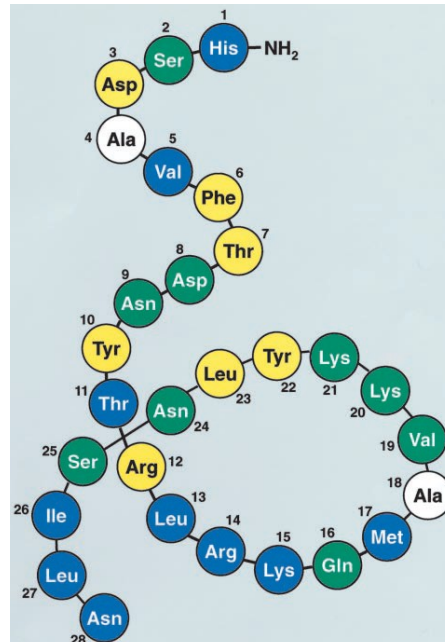 1
His
NH2
2
Ser
3
Asp
4
Ala
5
Val
6
Phe
7
Thr
8
Asp
9
Asn
10
Tyr
11
Thr
12
Arg
13
Leu
14
Arg
15
Lys
16
Gln
17
Met
18
Ala
19
Val
20
Lys
21
Lys
22
Tyr
23
Leu
24
Asn
25
Ser
26
Ile
27
Leu
28
Asn